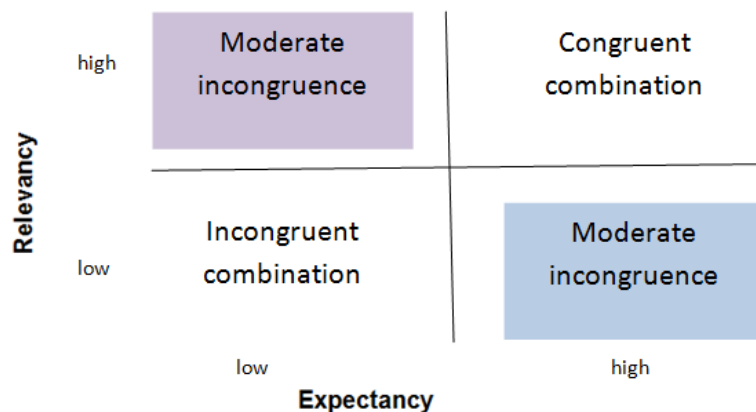 Moderate
incongruence
Congruent
combination
high
Relevancy
Incongruent
combination
Moderate
incongruence
low
low
high
Expectancy